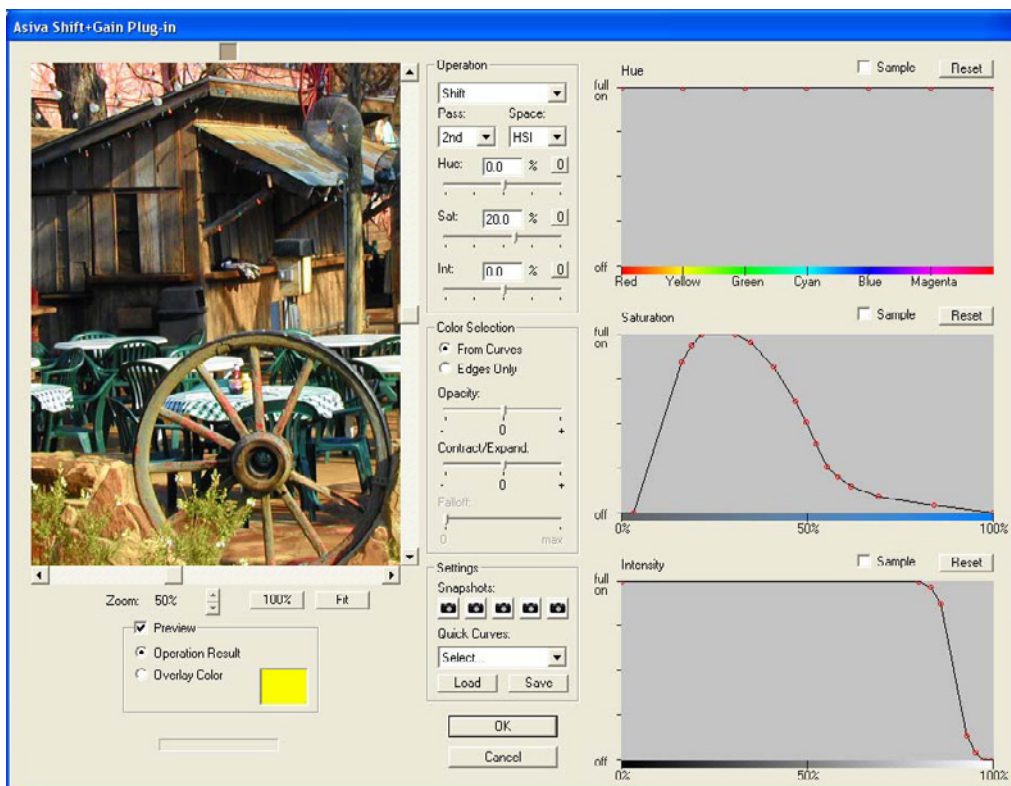 Asiva Shift+Gain Plug-in
Operation
Shift
Pass: Space:
2nd HSI
Hue: 0.0 % 0
Sat: 20.0 % 0
Int: 0.0 % 0
Color Selection
From Curves
Edges Only
Opacity:
- 0 +
Contract/Expand:
- 0 +
Falloff:
0 max
Settings
Snapshots:
Quick Curves:
Select...
Load Save
OK
Cancel
Zoom: 50% 100% Fit
Preview
Operation Result
Overlay Color
Hue Sample Reset
full on
off
Red Yellow Green Cyan Blue Magenta
Saturation Sample Reset
full on
off
0% 50% 100%
Intensity Sample Reset
full on
off
0% 50% 100%